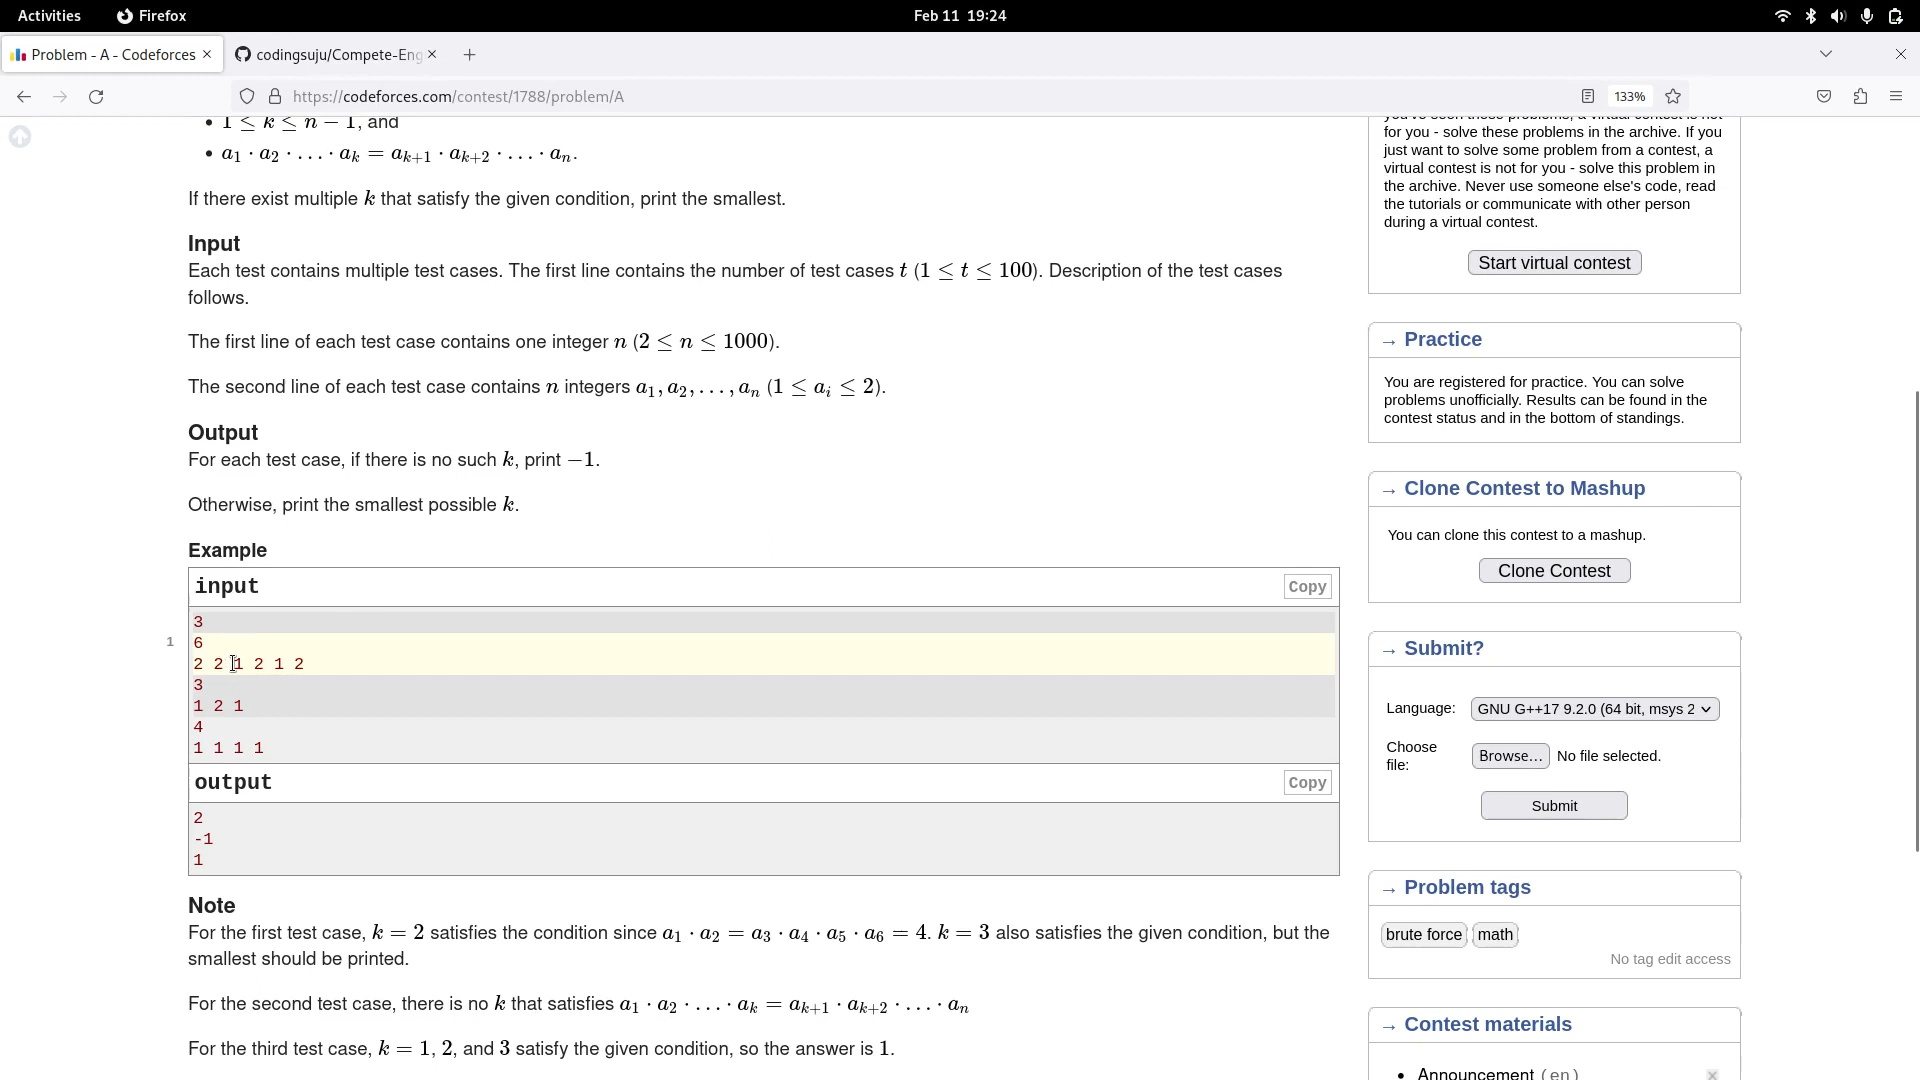 Activities Firefox Feb 11 19:24
Problem - A - Codeforces codingsuju/Compete-Eng
https://codeforces.com/contest/1788/problem/A 133%
• 1 ≤ k ≤ n − 1, and
• a₁ · a₂ · … · aₖ = aₖ₊₁ · aₖ₊₂ · … · aₙ.
If there exist multiple k that satisfy the given condition, print the smallest.
Input
Each test contains multiple test cases. The first line contains the number of test cases t (1 ≤ t ≤ 100). Description of the test cases
follows.
The first line of each test case contains one integer n (2 ≤ n ≤ 1000).
The second line of each test case contains n integers a₁, a₂, …, aₙ (1 ≤ aᵢ ≤ 2).
Output
For each test case, if there is no such k, print −1.
Otherwise, print the smallest possible k.
Example
input Copy
3
1 6
2 2 1 2 1 2
3
1 2 1
4
1 1 1 1
output Copy
2
-1
1
Note
For the first test case, k = 2 satisfies the condition since a₁ · a₂ = a₃ · a₄ · a₅ · a₆ = 4. k = 3 also satisfies the given condition, but the
smallest should be printed.
For the second test case, there is no k that satisfies a₁ · a₂ · … · aₖ = aₖ₊₁ · aₖ₊₂ · … · aₙ
For the third test case, k = 1, 2, and 3 satisfy the given condition, so the answer is 1.
you've seen these problems, a virtual contest is not
for you - solve these problems in the archive. If you
just want to solve some problem from a contest, a
virtual contest is not for you - solve this problem in
the archive. Never use someone else's code, read
the tutorials or communicate with other person
during a virtual contest.
Start virtual contest
→ Practice
You are registered for practice. You can solve
problems unofficially. Results can be found in the
contest status and in the bottom of standings.
→ Clone Contest to Mashup
You can clone this contest to a mashup.
Clone Contest
→ Submit?
Language: GNU G++17 9.2.0 (64 bit, msys 2
Choose
file: Browse... No file selected.
Submit
→ Problem tags
brute force math
No tag edit access
→ Contest materials
• Announcement (en)